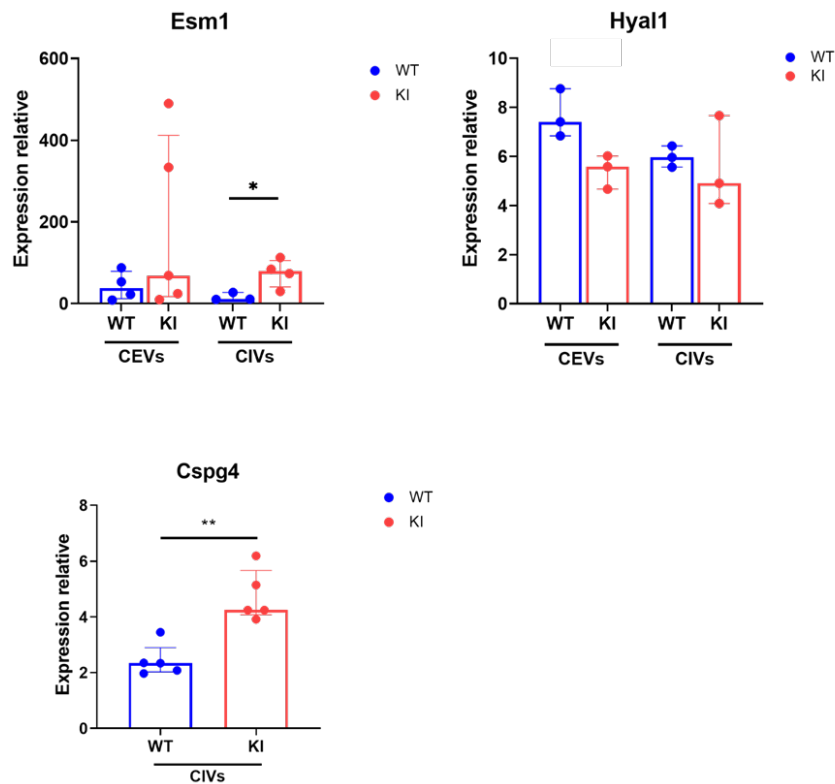 Esm1
600
400
200
0
Expression relative
WT
KI
*
WT KI WT KI
CEVs CIVs
Hyal1
10
8
6
4
2
0
Expression relative
WT
KI
WT KI WT KI
CEVs CIVs
Cspg4
8
6
4
2
0
Expression relative
WT
KI
**
WT KI
CIVs